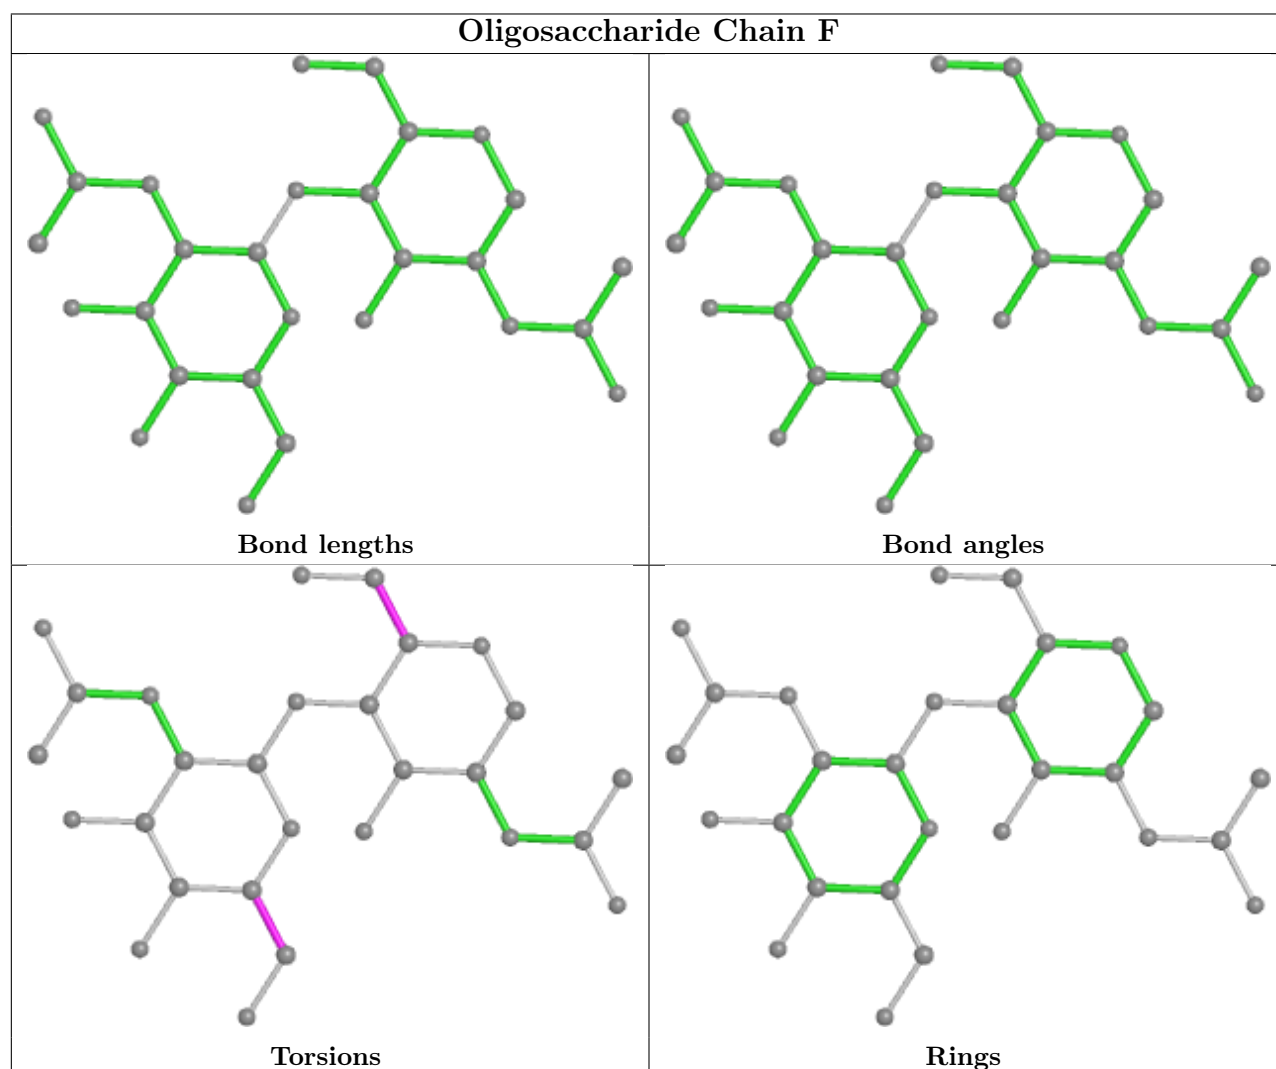 Oligosaccharide Chain F
Bond lengths
Bond angles
Torsions
Rings